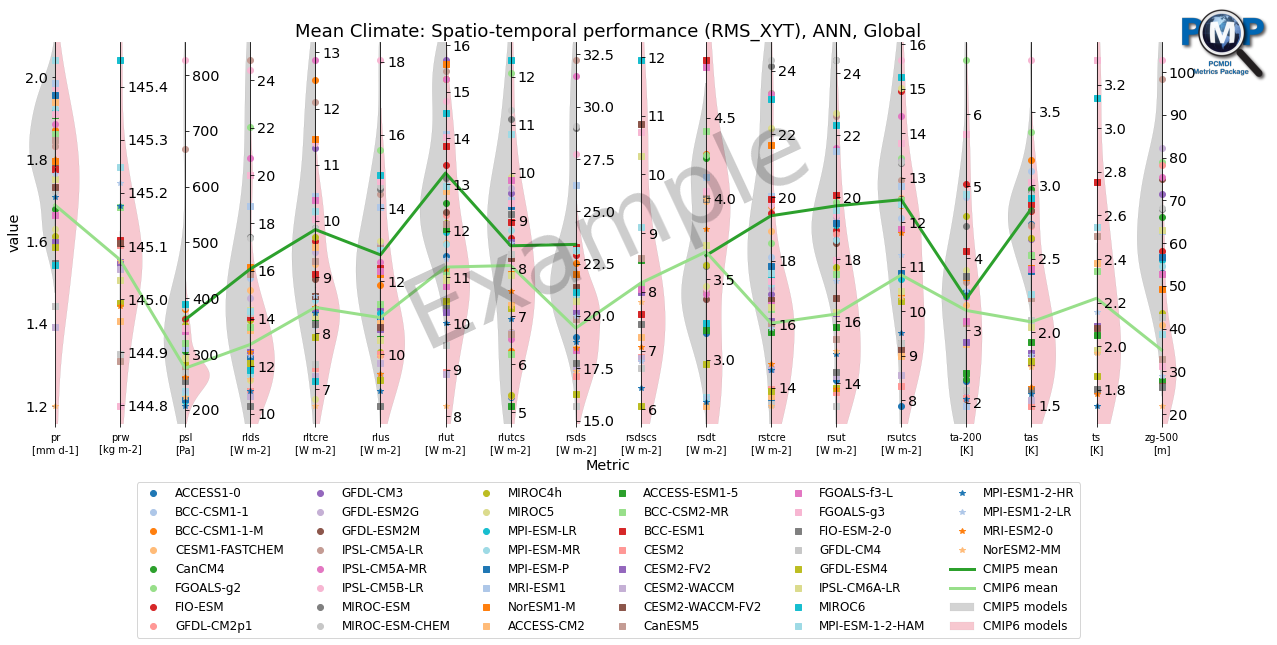 Mean Climate: Spatio-temporal performance (RMS_XYT), ANN, Global
PMP
PCMDI
Metrics Package
Example
value
2.0
1.8
1.6
1.4
1.2
145.4
145.3
145.2
145.1
145.0
144.9
144.8
800
700
600
500
400
300
200
24
22
20
18
16
14
12
10
13
12
11
10
9
8
7
18
16
14
12
10
16
15
14
13
12
11
10
9
8
12
11
10
9
8
7
6
5
32.5
30.0
27.5
25.0
22.5
20.0
17.5
15.0
12
11
10
9
8
7
6
4.5
4.0
3.5
3.0
24
22
20
18
16
14
24
22
20
18
16
14
16
15
14
13
12
11
10
9
8
6
5
4
3
2
3.5
3.0
2.5
2.0
1.5
3.2
3.0
2.8
2.6
2.4
2.2
2.0
1.8
100
90
80
70
60
50
40
30
20
pr
[mm d-1]
prw
[kg m-2]
psl
[Pa]
rlds
[W m-2]
rltcre
[W m-2]
rlus
[W m-2]
rlut
[W m-2]
rlutcs
[W m-2]
rsds
[W m-2]
rsdscs
[W m-2]
rsdt
[W m-2]
rstcre
[W m-2]
rsut
[W m-2]
rsutcs
[W m-2]
ta-200
[K]
tas
[K]
ts
[K]
zg-500
[m]
Metric
ACCESS1-0
BCC-CSM1-1
BCC-CSM1-1-M
CESM1-FASTCHEM
CanCM4
FGOALS-g2
FIO-ESM
GFDL-CM2p1
GFDL-CM3
GFDL-ESM2G
GFDL-ESM2M
IPSL-CM5A-LR
IPSL-CM5A-MR
IPSL-CM5B-LR
MIROC-ESM
MIROC-ESM-CHEM
MIROC4h
MIROC5
MPI-ESM-LR
MPI-ESM-MR
MPI-ESM-P
MRI-ESM1
NorESM1-M
ACCESS-CM2
ACCESS-ESM1-5
BCC-CSM2-MR
BCC-ESM1
CESM2
CESM2-FV2
CESM2-WACCM
CESM2-WACCM-FV2
CanESM5
FGOALS-f3-L
FGOALS-g3
FIO-ESM-2-0
GFDL-CM4
GFDL-ESM4
IPSL-CM6A-LR
MIROC6
MPI-ESM-1-2-HAM
MPI-ESM1-2-HR
MPI-ESM1-2-LR
MRI-ESM2-0
NorESM2-MM
CMIP5 mean
CMIP6 mean
CMIP5 models
CMIP6 models